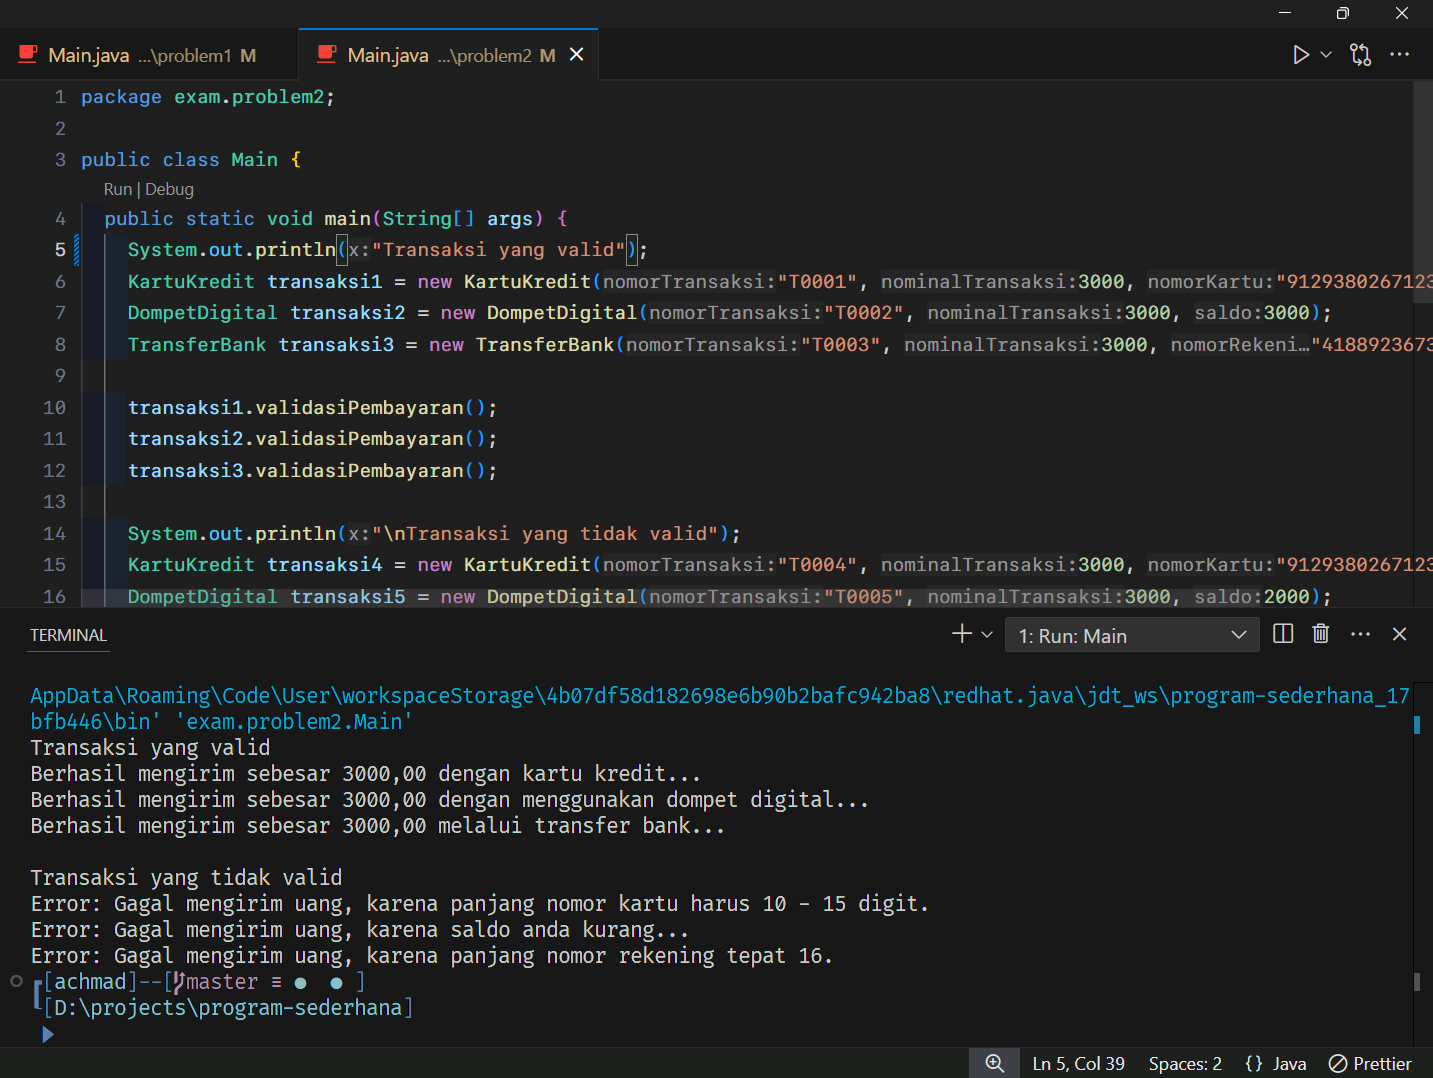 Main.java ...\problem1 M
Main.java ...\problem2 M
1 package exam.problem2;
2
3 public class Main {
Run | Debug
4 public static void main(String[] args) {
5 System.out.println(x:"Transaksi yang valid");
6 KartuKredit transaksi1 = new KartuKredit(nomorTransaksi:"T0001", nominalTransaksi:3000, nomorKartu:"9129380267123
7 DompetDigital transaksi2 = new DompetDigital(nomorTransaksi:"T0002", nominalTransaksi:3000, saldo:3000);
8 TransferBank transaksi3 = new TransferBank(nomorTransaksi:"T0003", nominalTransaksi:3000, nomorRekeni…"4188923673
9
10 transaksi1.validasiPembayaran();
11 transaksi2.validasiPembayaran();
12 transaksi3.validasiPembayaran();
13
14 System.out.println(x:"\nTransaksi yang tidak valid");
15 KartuKredit transaksi4 = new KartuKredit(nomorTransaksi:"T0004", nominalTransaksi:3000, nomorKartu:"9129380267123
16 DompetDigital transaksi5 = new DompetDigital(nomorTransaksi:"T0005", nominalTransaksi:3000, saldo:2000);
TERMINAL
1: Run: Main
AppData\Roaming\Code\User\workspaceStorage\4b07df58d182698e6b90b2bafc942ba8\redhat.java\jdt_ws\program-sederhana_17
bfb446\bin' 'exam.problem2.Main'
Transaksi yang valid
Berhasil mengirim sebesar 3000,00 dengan kartu kredit...
Berhasil mengirim sebesar 3000,00 dengan menggunakan dompet digital...
Berhasil mengirim sebesar 3000,00 melalui transfer bank...
Transaksi yang tidak valid
Error: Gagal mengirim uang, karena panjang nomor kartu harus 10 - 15 digit.
Error: Gagal mengirim uang, karena saldo anda kurang...
Error: Gagal mengirim uang, karena panjang nomor rekening tepat 16.
[achmad]--[master ≡ ● ● ]
[D:\projects\program-sederhana]
Ln 5, Col 39 Spaces: 2 {} Java Prettier